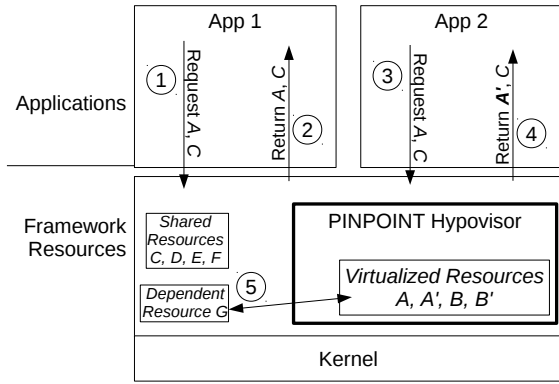 App 1
App 2
1
Request A, C
2
Return A, C
3
Request A, C
4
Return A', C
Applications
Framework
Resources
Shared
Resources
C, D, E, F
Dependent
Resource G
5
PINPOINT Hypovisor
Virtualized Resources
A, A', B, B'
Kernel